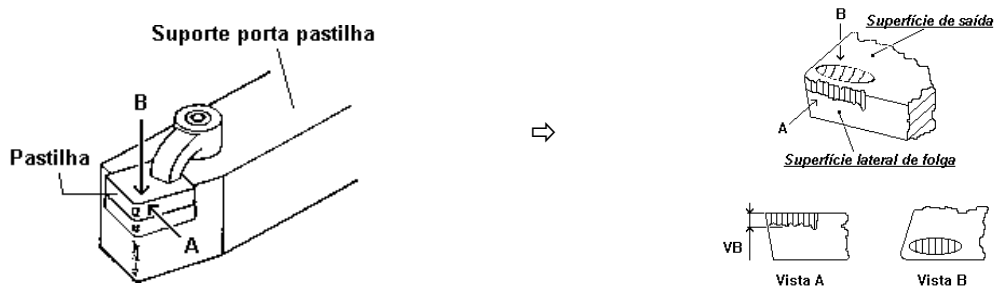 Suporte porta pastilha
B
Pastilha
A
B
Superfície de saída
A
Superfície lateral de folga
VB
Vista A
Vista B